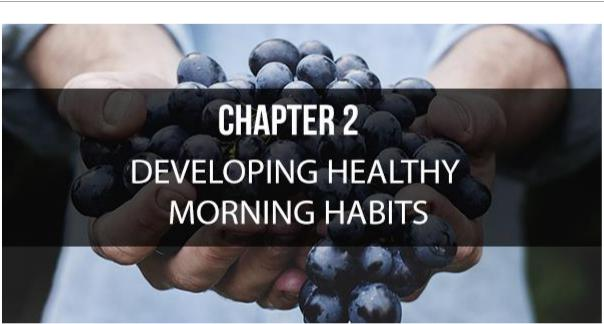 CHAPTER 2
DEVELOPING HEALTHY
MORNING HABITS